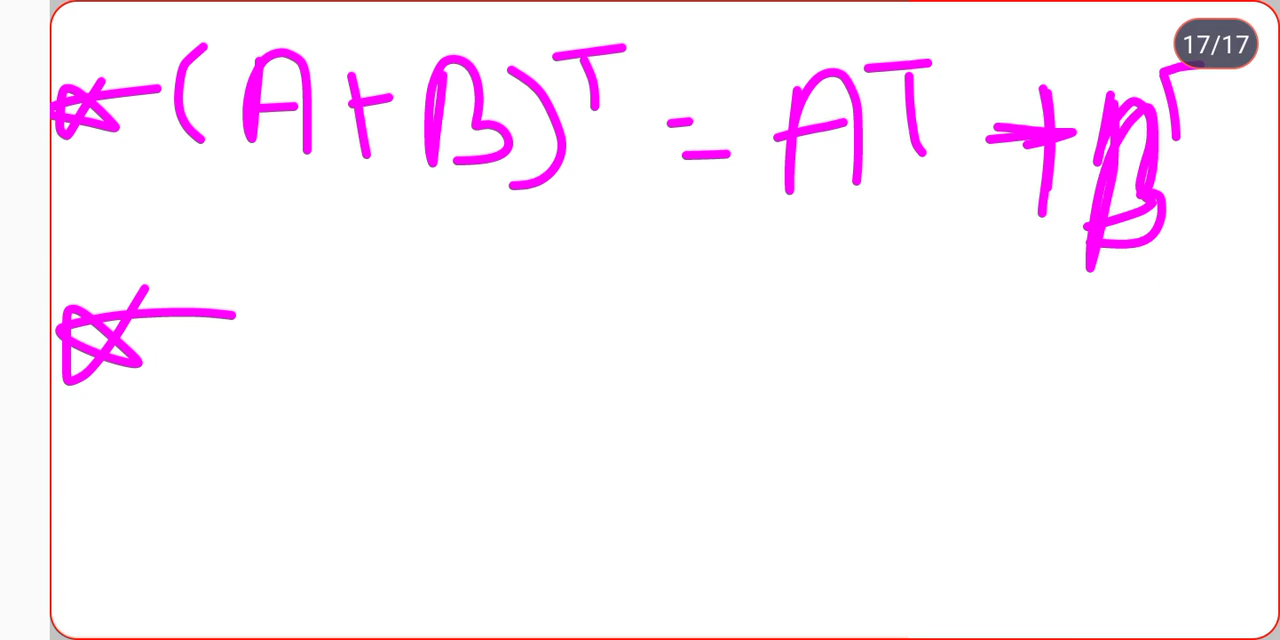 17/17
☆ (A+B)ᵀ = Aᵀ + Bᵀ
☆